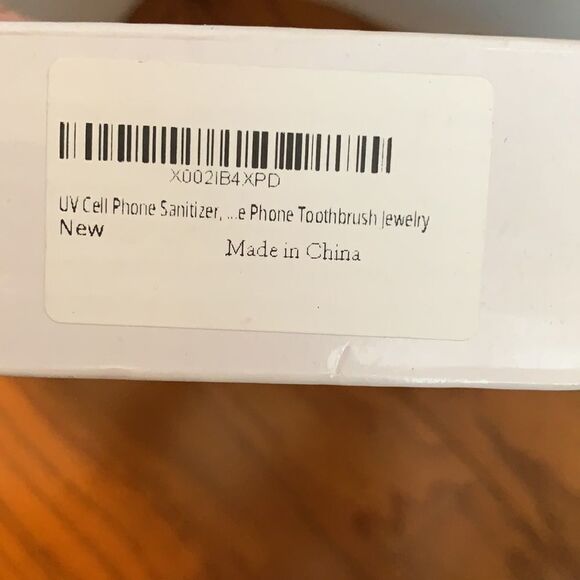 X002IB4XPD
UV Cell Phone Sanitizer, ...e Phone Toothbrush Jewelry
New
Made in China